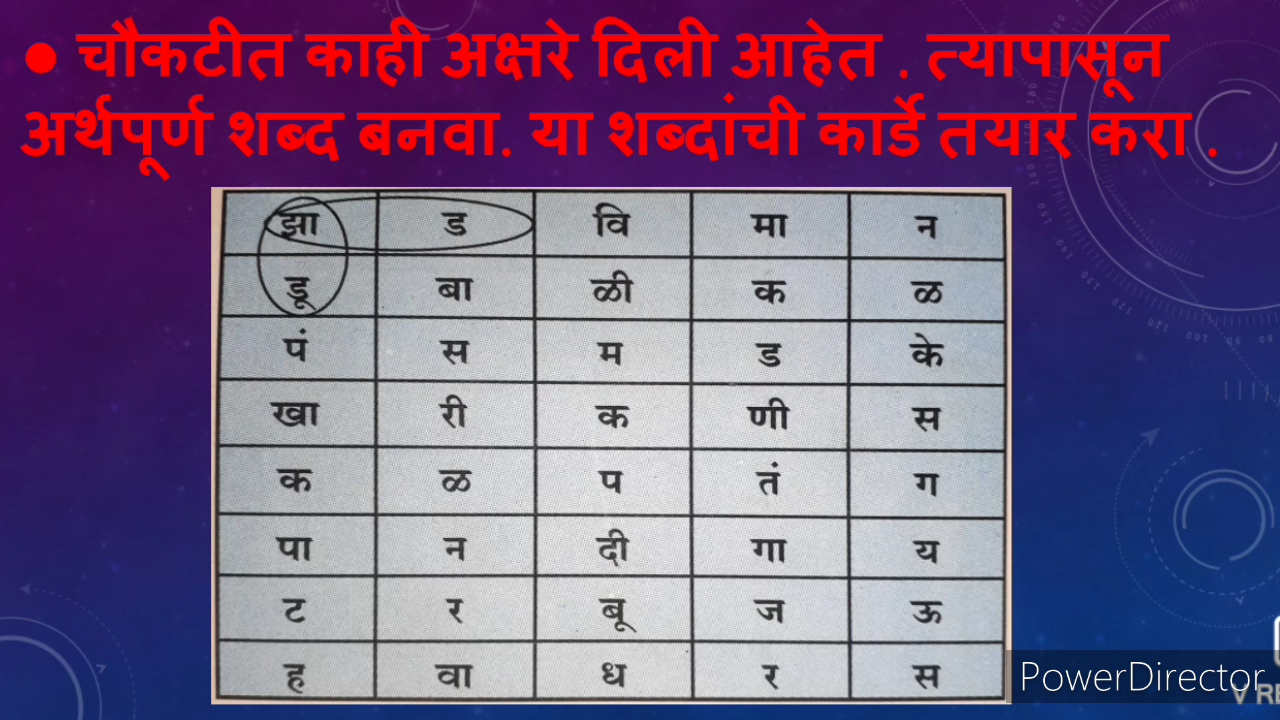 ● चौकटीत काही अक्षरे दिली आहेत . त्यापासून
अर्थपूर्ण शब्द बनवा. या शब्दांची कार्डे तयार करा .
झा ड वि मा न
डू बा ळी क ळ
पं स म ड के
खा री क णी स
क ळ प तं ग
पा न दी गा य
ट र बू ज ऊ
ह वा ध र स
PowerDirector